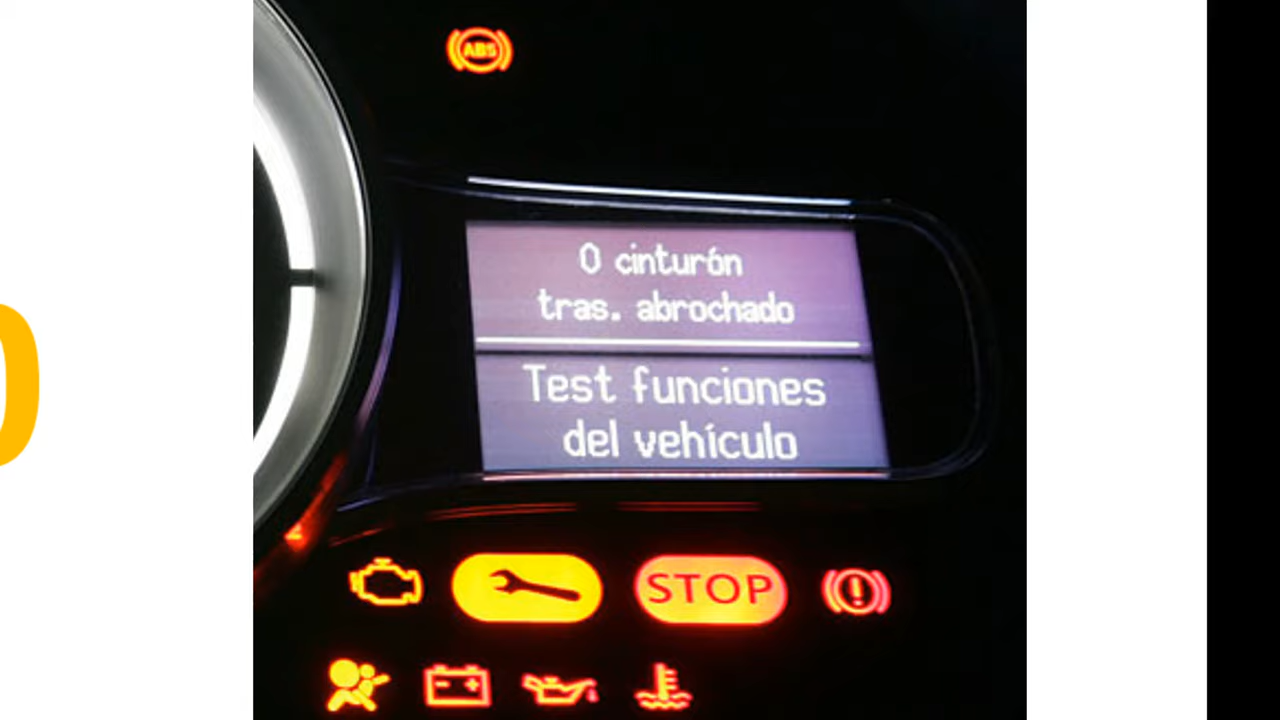 ABS
0 cinturón
tras. abrochado
Test funciones
del vehículo
STOP